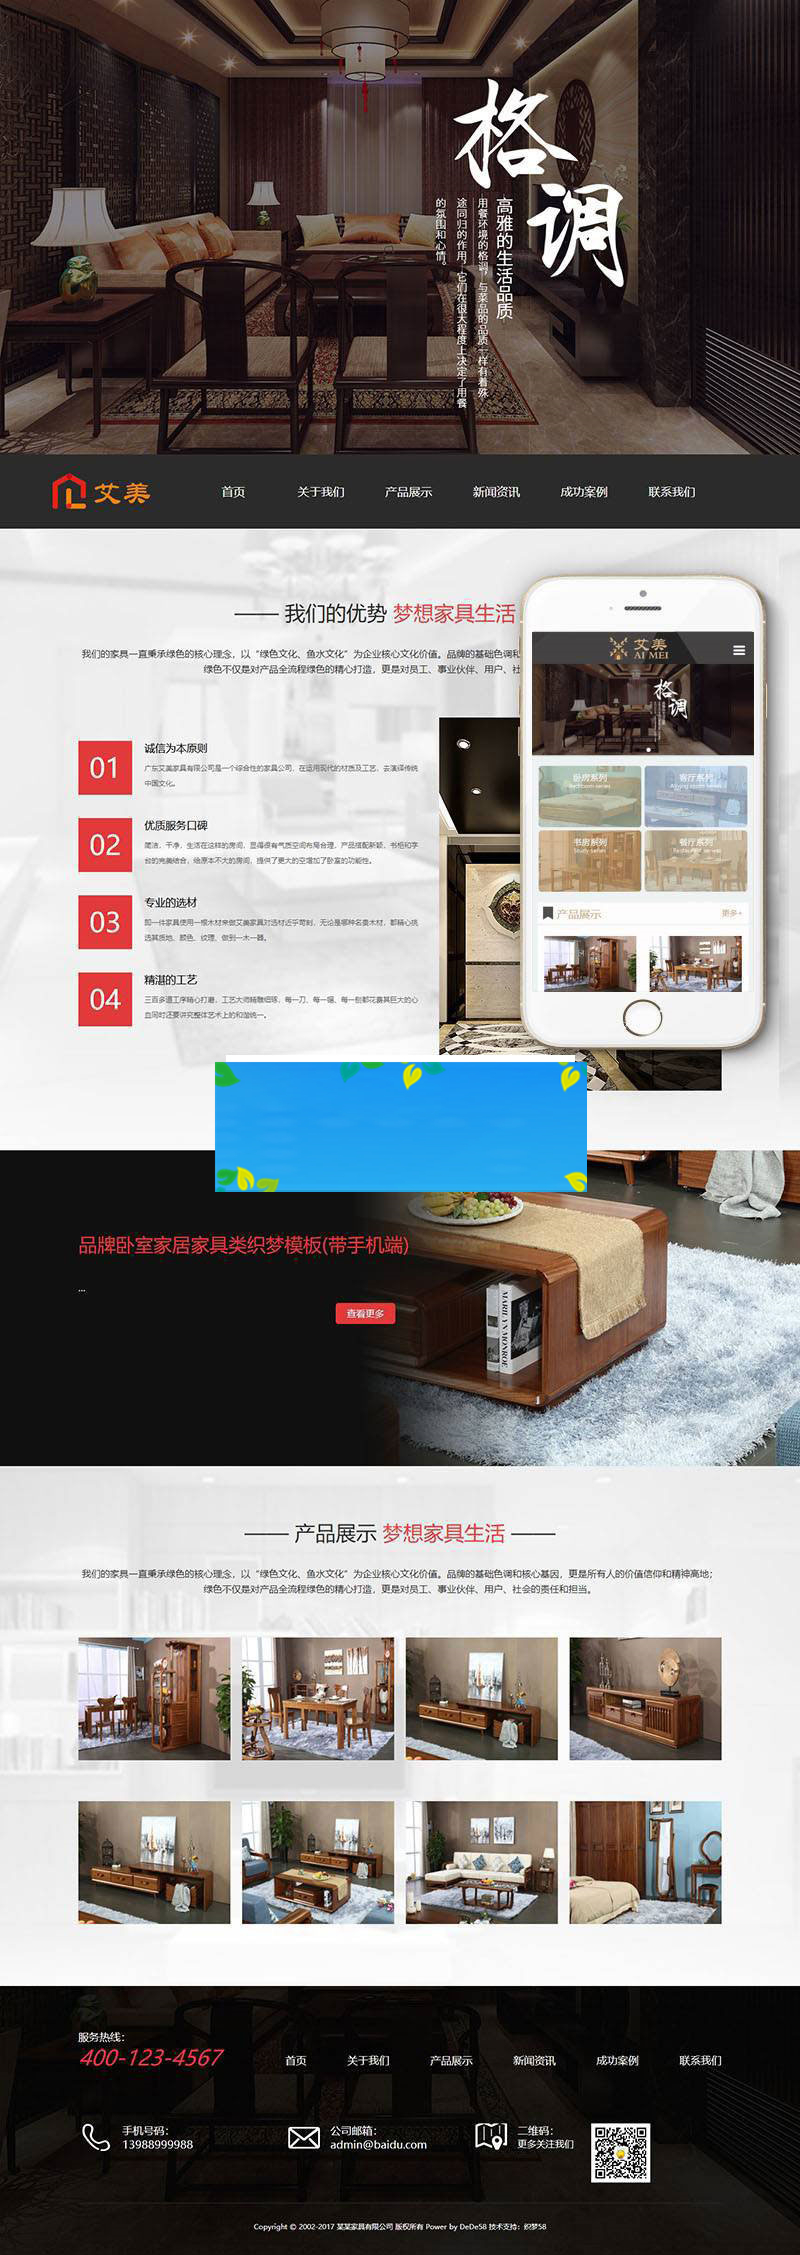 格调
高雅的生活品质
用餐环境的格调，与菜品的品质一样有着殊
途同归的作用，它们在很大程度上决定了用餐
的氛围和心情。
艾美
首页 关于我们 产品展示 新闻资讯 成功案例 联系我们
—— 我们的优势 梦想家具生活
我们的家具一直秉承绿色的核心理念，以“绿色文化、鱼水文化”为企业核心文化价值。品牌的基础色调和
绿色不仅是对产品全流程绿色的精心打造，更是对员工、事业伙伴、用户、社
01
诚信为本原则
广东艾美家具有限公司是一个综合性的家具公司，在运用现代的材质及工艺，去演绎传统
中国文化。
02
优质服务口碑
简洁、干净，生活在这样的房间，显得很有气质空间布局合理，产品搭配新颖，书柜和字
台的完美结合，给原本不大的房间，提供了更大的空增加了卧室的功能性。
03
专业的选材
即一件家具使用一根木材来做艾美家具对选材近乎苛刻，无论是哪种名贵木材，都精心挑
选其质地、颜色、纹理，做到一木一器。
04
精湛的工艺
三百多道工序精心打磨，工艺大师精雕细琢，每一刀、每一锯、每一刨都花费其巨大的心
血同时还要讲究整体艺术上的和谐统一。
艾美
AI MEI
格调
卧房系列
Bedroom series
客厅系列
书房系列
Study series
餐厅系列
Restaurant series
产品展示 更多+
品牌卧室家居家具类织梦模板(带手机端)
...
查看更多
MARILYN MONROE
—— 产品展示 梦想家具生活 ——
我们的家具一直秉承绿色的核心理念，以“绿色文化、鱼水文化”为企业核心文化价值。品牌的基础色调和核心基因，更是所有人的价值信仰和精神高地；
绿色不仅是对产品全流程绿色的精心打造，更是对员工、事业伙伴、用户、社会的责任和担当。
服务热线：
400-123-4567
首页 关于我们 产品展示 新闻资讯 成功案例 联系我们
手机号码：
13988999988
公司邮箱：
admin@baidu.com
二维码：
更多关注我们
Copyright © 2002-2017 某某家具有限公司 版权所有 Power by DeDe58 技术支持：织梦58